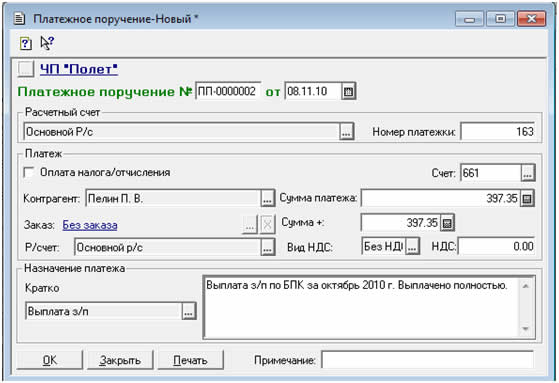 Платежное поручение-Новый *
ЧП "Полет"
Платежное поручение № ПП-0000002 от 08.11.10
Расчетный счет
Основной Р/с ... Номер платежки: 163
Платеж
Оплата налога/отчисления Счет: 661 ...
Контрагент: Пелин П. В. ... Сумма платежа: 397.35
Заказ: Без заказа ... Сумма +: 397.35
Р/счет: Основной р/с ... Вид НДС: Без НДС ... НДС: 0.00
Назначение платежа
Кратко
Выплата з/п ...
Выплата з/п по БПК за октябрь 2010 г. Выплачено полностью.
OK Закрыть Печать Примечание: